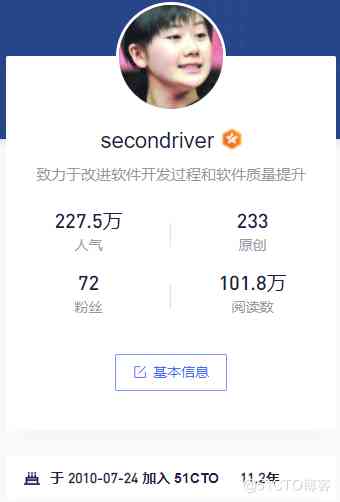 secondriver
致力于改进软件开发过程和软件质量提升
227.5万 233
人气 原创
72 101.8万
粉丝 阅读数
基本信息
于 2010-07-24 加入 51CTO 11.2年
@51CTO博客